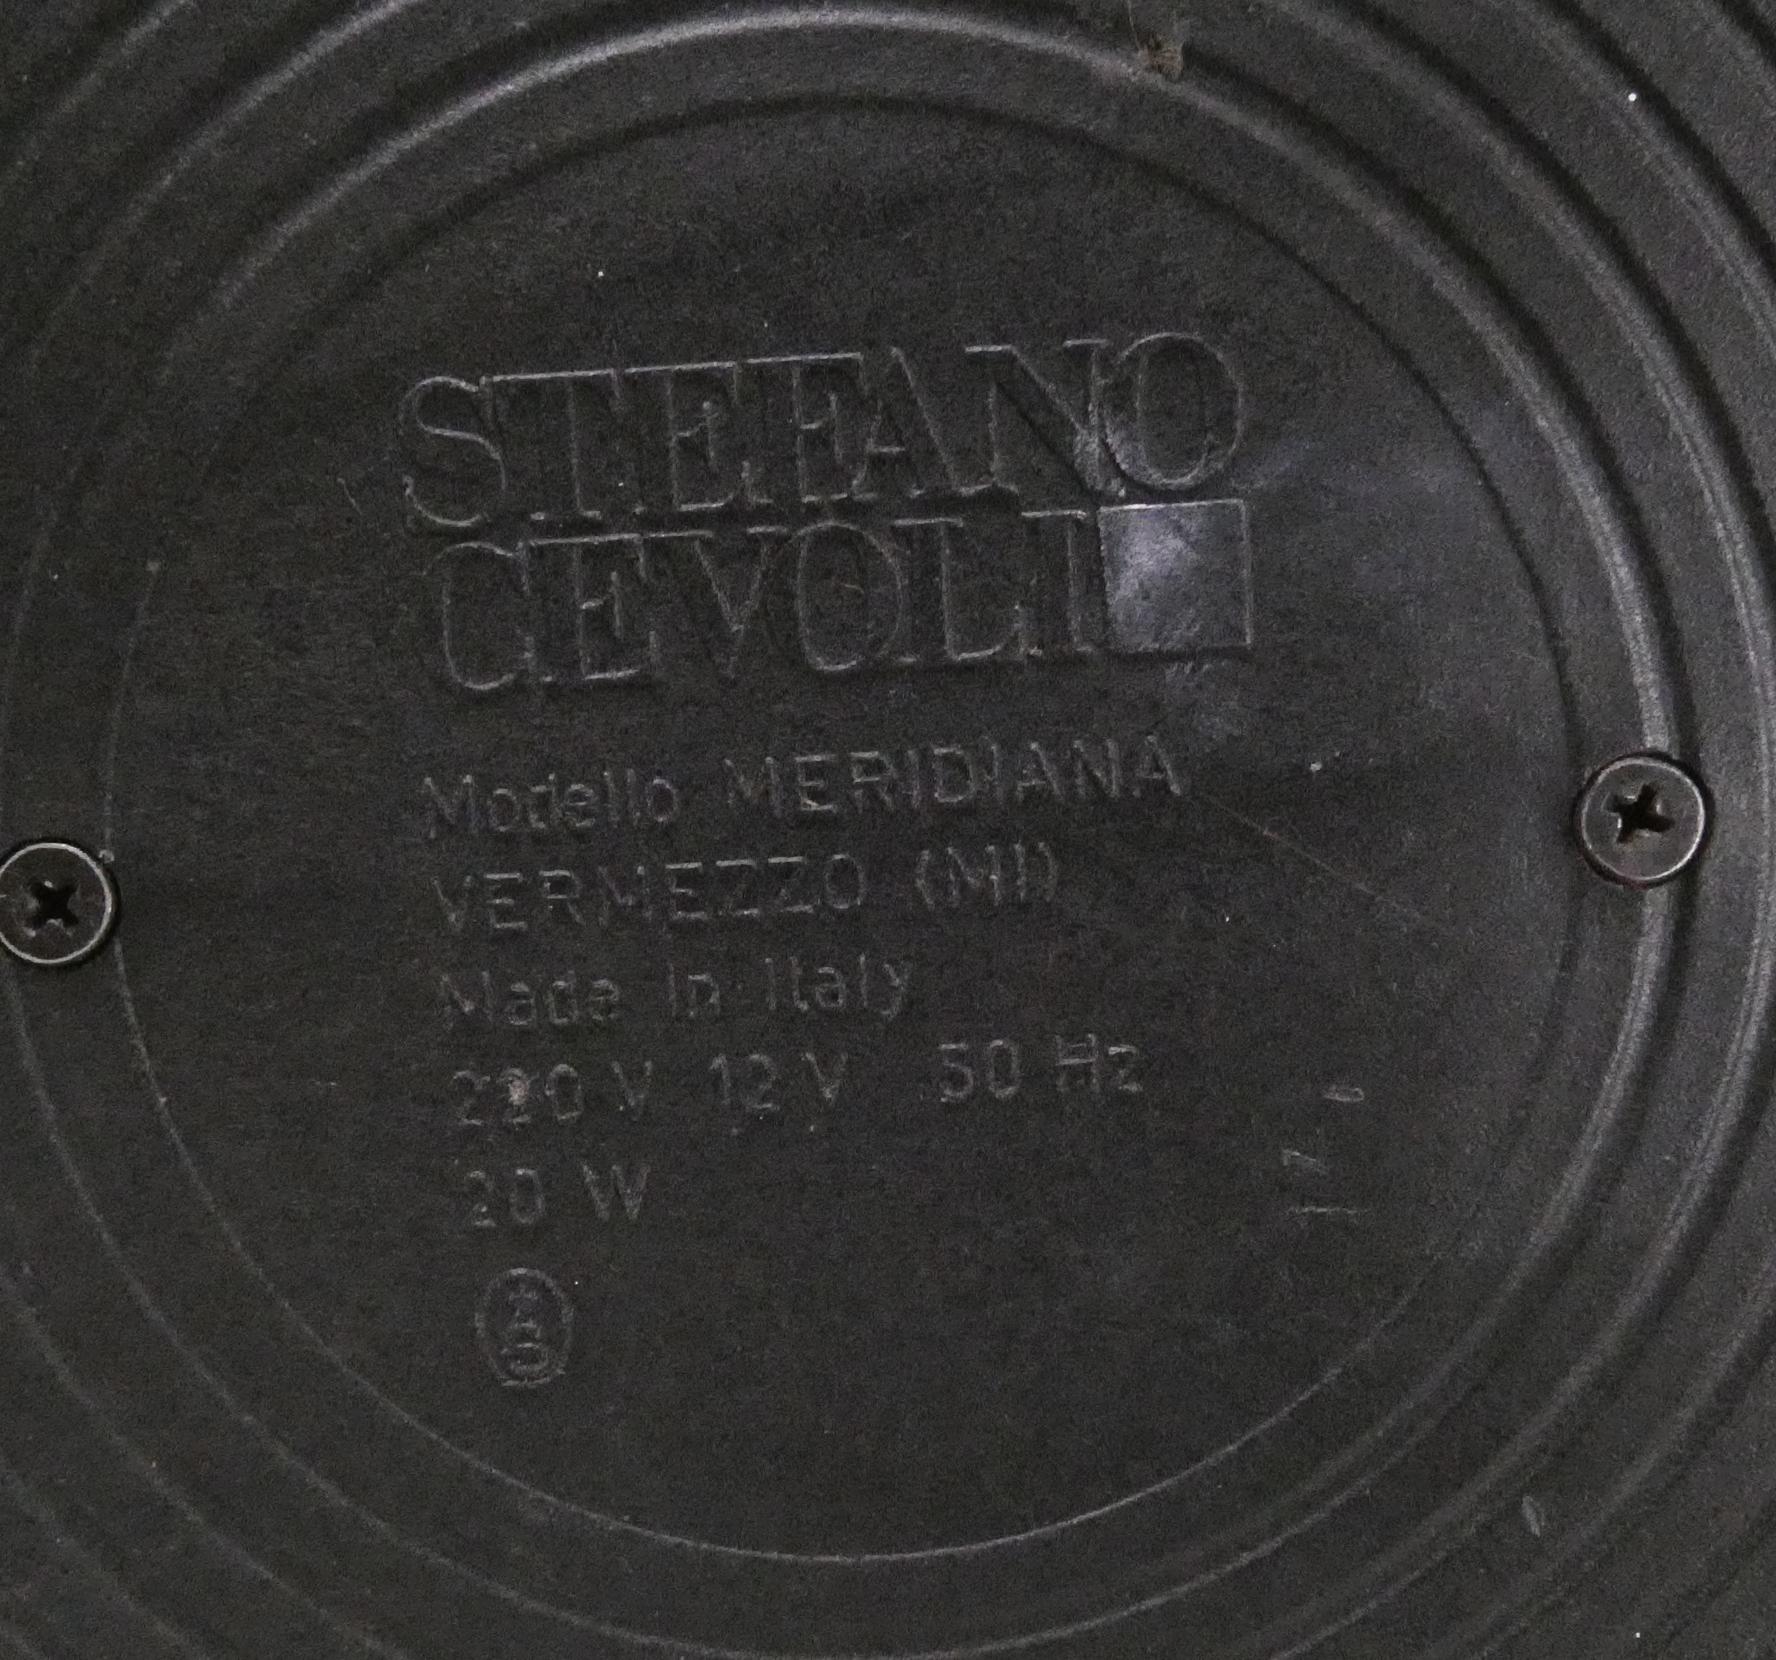 STEFANO
CEVOLI
Modello MERIDIANA
VERMEZZO (MI)
Made in Italy
220 V 12 V 50 Hz
20 W